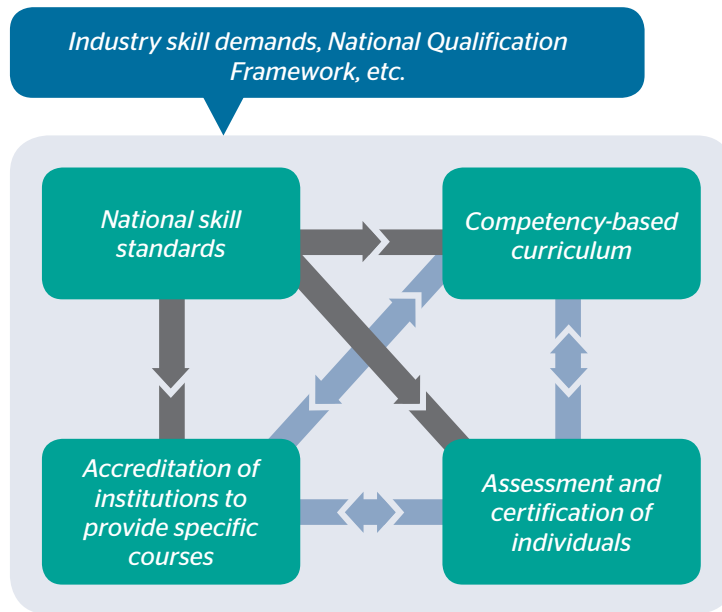 Industry skill demands, National Qualification
Framework, etc.
National skill
standards
Competency-based
curriculum
Accreditation of
institutions to
provide specific
courses
Assessment and
certification of
individuals